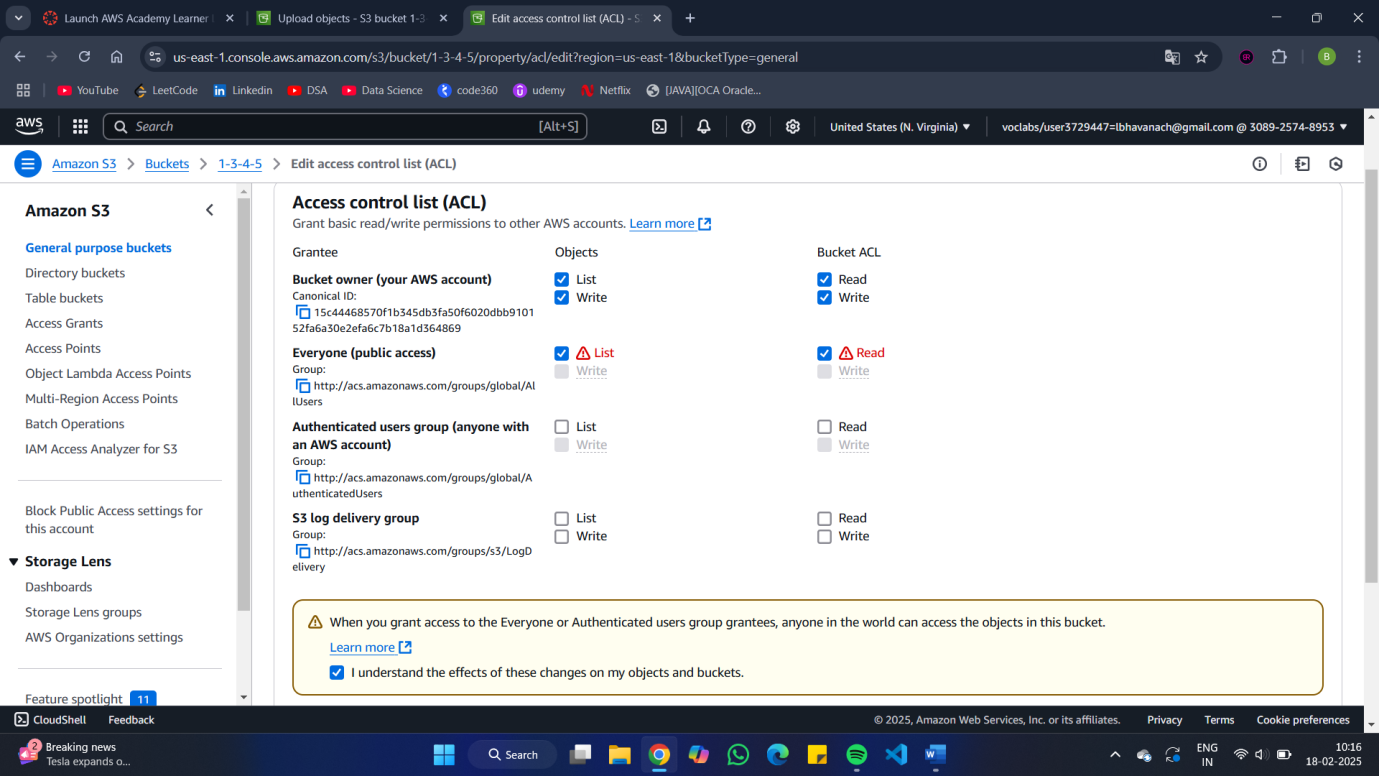 Launch AWS Academy Learner
Upload objects - S3 bucket 1-3-
Edit access control list (ACL) - S
us-east-1.console.aws.amazon.com/s3/bucket/1-3-4-5/property/acl/edit?region=us-east-1&bucketType=general
B
YouTube
LeetCode
Linkedin
DSA
Data Science
code360
udemy
Netflix
[JAVA][OCA Oracle...
aws
Search
[Alt+S]
United States (N. Virginia)
voclabs/user3729447=lbhavanach@gmail.com @ 3089-2574-8953
Amazon S3
Buckets
1-3-4-5
Edit access control list (ACL)
Amazon S3
General purpose buckets
Directory buckets
Table buckets
Access Grants
Access Points
Object Lambda Access Points
Multi-Region Access Points
Batch Operations
IAM Access Analyzer for S3
Block Public Access settings for
this account
Storage Lens
Dashboards
Storage Lens groups
AWS Organizations settings
Feature spotlight 11
Access control list (ACL)
Grant basic read/write permissions to other AWS accounts. Learn more
Grantee
Objects
Bucket ACL
Bucket owner (your AWS account)
Canonical ID:
15c44468570f1b345db3fa50f6020dbb9101
52fa6a30e2efa6c7b18a1d364869
List
Write
Read
Write
Everyone (public access)
Group:
http://acs.amazonaws.com/groups/global/Al
lUsers
List
Write
Read
Write
Authenticated users group (anyone with
an AWS account)
Group:
http://acs.amazonaws.com/groups/global/A
uthenticatedUsers
List
Write
Read
Write
S3 log delivery group
Group:
http://acs.amazonaws.com/groups/s3/LogD
elivery
List
Write
Read
Write
When you grant access to the Everyone or Authenticated users group grantees, anyone in the world can access the objects in this bucket.
Learn more
I understand the effects of these changes on my objects and buckets.
CloudShell
Feedback
© 2025, Amazon Web Services, Inc. or its affiliates.
Privacy
Terms
Cookie preferences
2
Breaking news
Tesla expands o...
Search
ENG
IN
10:16
18-02-2025